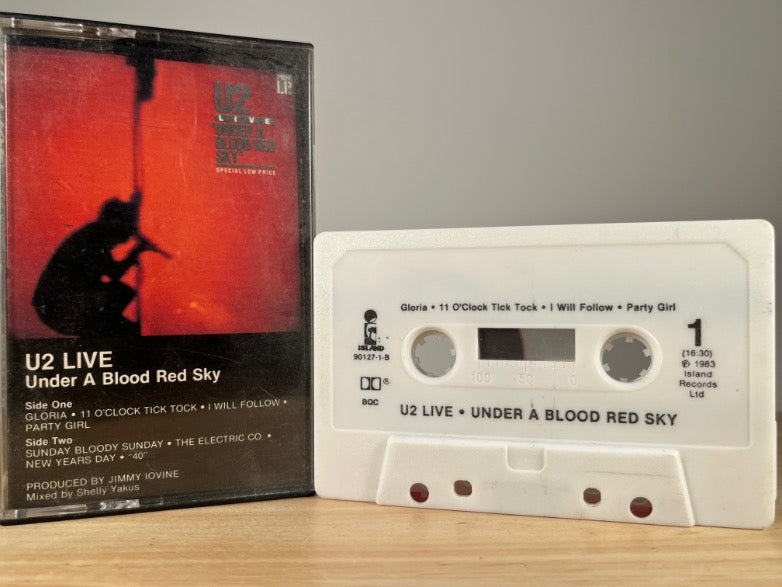 U2
LIVE
"UNDER A
BLOOD RED
SKY"
SPECIAL LOW PRICE
LP
U2 LIVE
Under A Blood Red Sky
Side One
GLORIA • 11 O'CLOCK TICK TOCK • I WILL FOLLOW •
PARTY GIRL
Side Two
SUNDAY BLOODY SUNDAY • THE ELECTRIC CO. •
NEW YEARS DAY • "40"
PRODUCED BY JIMMY IOVINE
Mixed by Shelly Yakus
Gloria • 11 O'Clock Tick Tock • I Will Follow • Party Girl
ISLAND
90127-1-B
®
BQC
100 50 0
1
(16:30)
℗ 1983
Island
Records
Ltd
U2 LIVE • UNDER A BLOOD RED SKY